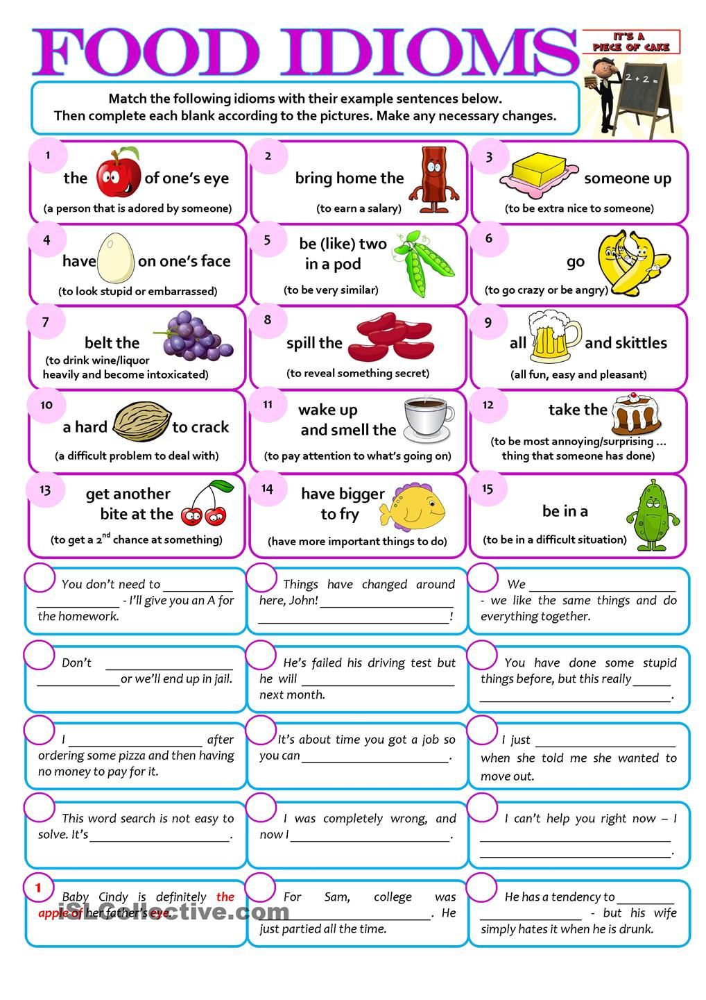 FOOD IDIOMS
IT'S A
PIECE OF CAKE
2 + 2 =
Match the following idioms with their example sentences below.
Then complete each blank according to the pictures. Make any necessary changes.
1
the of one's eye
(a person that is adored by someone)
2
bring home the
(to earn a salary)
3
someone up
(to be extra nice to someone)
4
have on one's face
(to look stupid or embarrassed)
5
be (like) two
in a pod
(to be very similar)
6
go
(to go crazy or be angry)
7
belt the
(to drink wine/liquor
heavily and become intoxicated)
8
spill the
(to reveal something secret)
9
all and skittles
(all fun, easy and pleasant)
10
a hard to crack
(a difficult problem to deal with)
11
wake up
and smell the
(to pay attention to what's going on)
12
take the
(to be most annoying/surprising ...
thing that someone has done)
13
get another
bite at the
(to get a 2nd chance at something)
14
have bigger
to fry
(have more important things to do)
15
be in a
(to be in a difficult situation)
You don't need to __________
____________ - I'll give you an A for
the homework.
Things have changed around
here, John! ___________________
____________________________!
We ___________________________
- we like the same things and do
everything together.
Don't ___________________
____________ or we'll end up in jail.
He's failed his driving test but
he will ______________________
next month.
You have done some stupid
things before, but this really ______
____________________________.
I ____________________ after
ordering some pizza and then having
no money to pay for it.
It's about time you got a job so
you can _____________________.
I just ____________________
when she told me she wanted to
move out.
This word search is not easy to
solve. It's ____________________.
I was completely wrong, and
now I _______________________.
I can't help you right now – I
____________________________
____________________________.
1
Baby Cindy is definitely the
apple of her father's eye.
iSLCollective.com
For Sam, college was
_________________________. He
just partied all the time.
He has a tendency to _________
_______________ - but his wife
simply hates it when he is drunk.